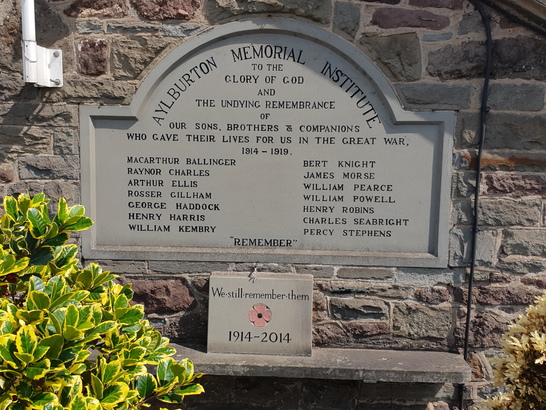 AYLBURTON MEMORIAL INSTITUTE
TO THE
GLORY OF GOD
AND
THE UNDYING REMEMBRANCE
OF
OUR SONS, BROTHERS & COMPANIONS
WHO GAVE THEIR LIVES FOR US IN THE GREAT WAR,
1914-1919.
MACARTHUR BALLINGER
RAYNOR CHARLES
ARTHUR ELLIS
ROSSER GILLHAM
GEORGE HADDOCK
HENRY HARRIS
WILLIAM KEMBRY
BERT KNIGHT
JAMES MORSE
WILLIAM PEARCE
WILLIAM POWELL
HENRY ROBINS
CHARLES SEABRIGHT
PERCY STEPHENS
"REMEMBER"
We·still·remember·them
1914-2014